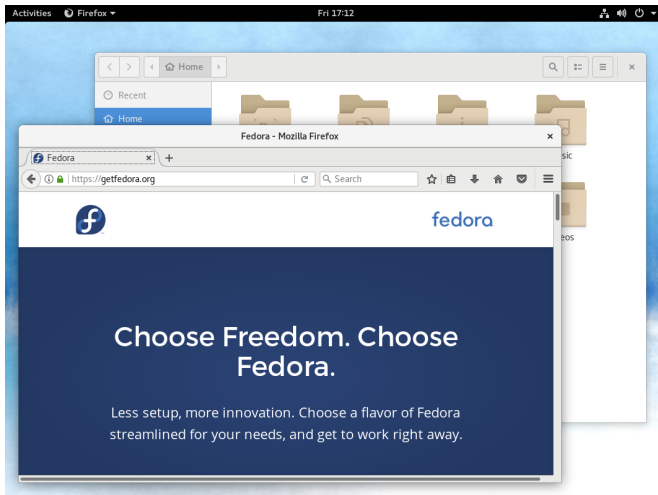 Activities Firefox Fri 17:12
Home
Recent
Home
Fedora - Mozilla Firefox
Fedora
https://getfedora.org Search
fedora
Choose Freedom. Choose
Fedora.
Less setup, more innovation. Choose a flavor of Fedora
streamlined for your needs, and get to work right away.
sic
eos